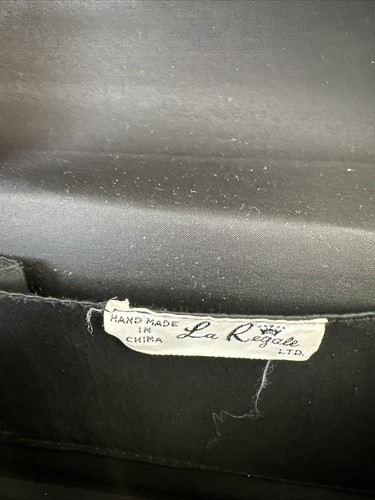 HAND MADE
IN
CHINA
La Regale
LTD.